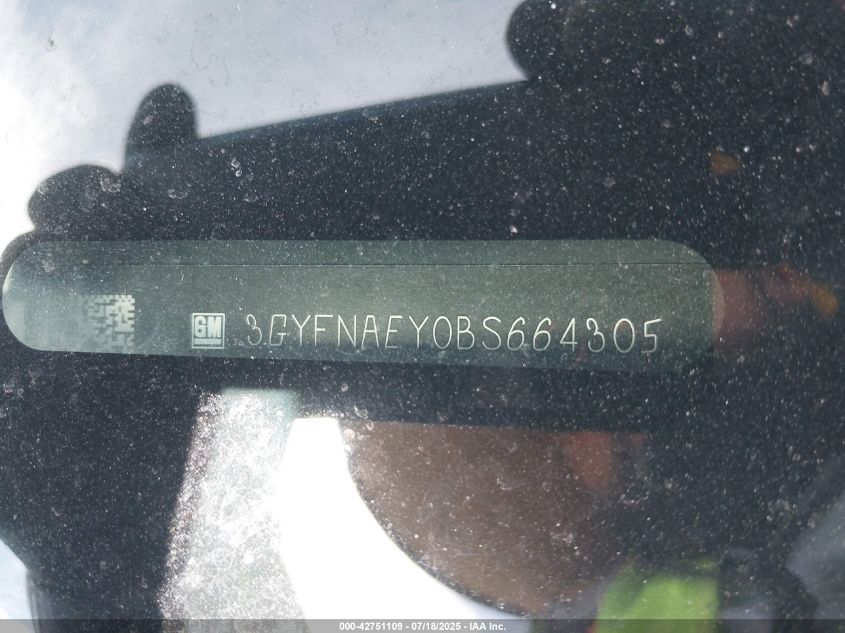 GM 3GYFNAEY0BS664305
000-42751109 - 07/18/2025 - IAA Inc.